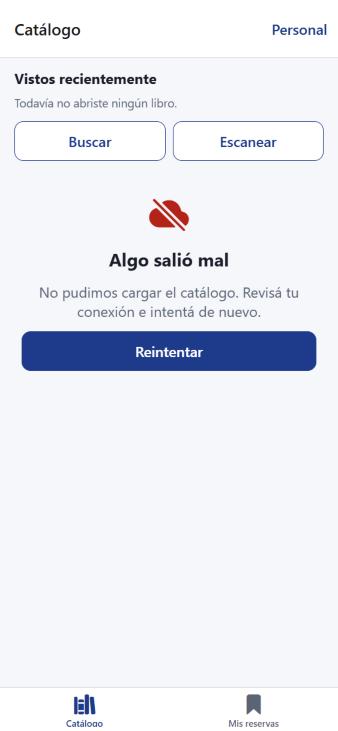 Catálogo
Personal
Vistos recientemente
Todavía no abriste ningún libro.
Buscar
Escanear
Algo salió mal
No pudimos cargar el catálogo. Revisá tu
conexión e intentá de nuevo.
Reintentar
Catálogo
Mis reservas